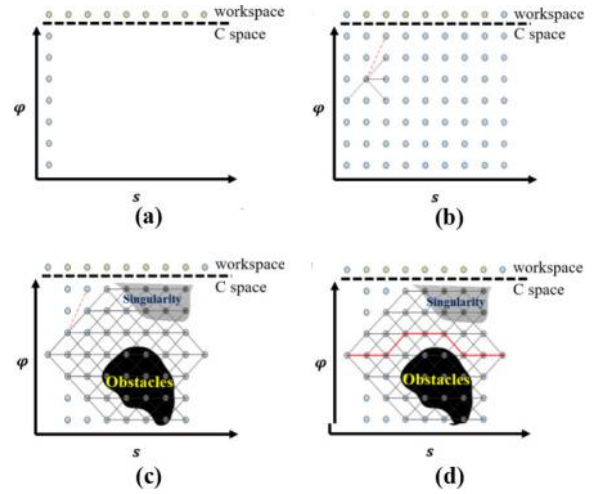 workspace
C space
φ
s
(a)
workspace
C space
φ
s
(b)
workspace
C space
Singularity
φ
Obstacles
s
(c)
workspace
C space
Singularity
φ
Obstacles
s
(d)